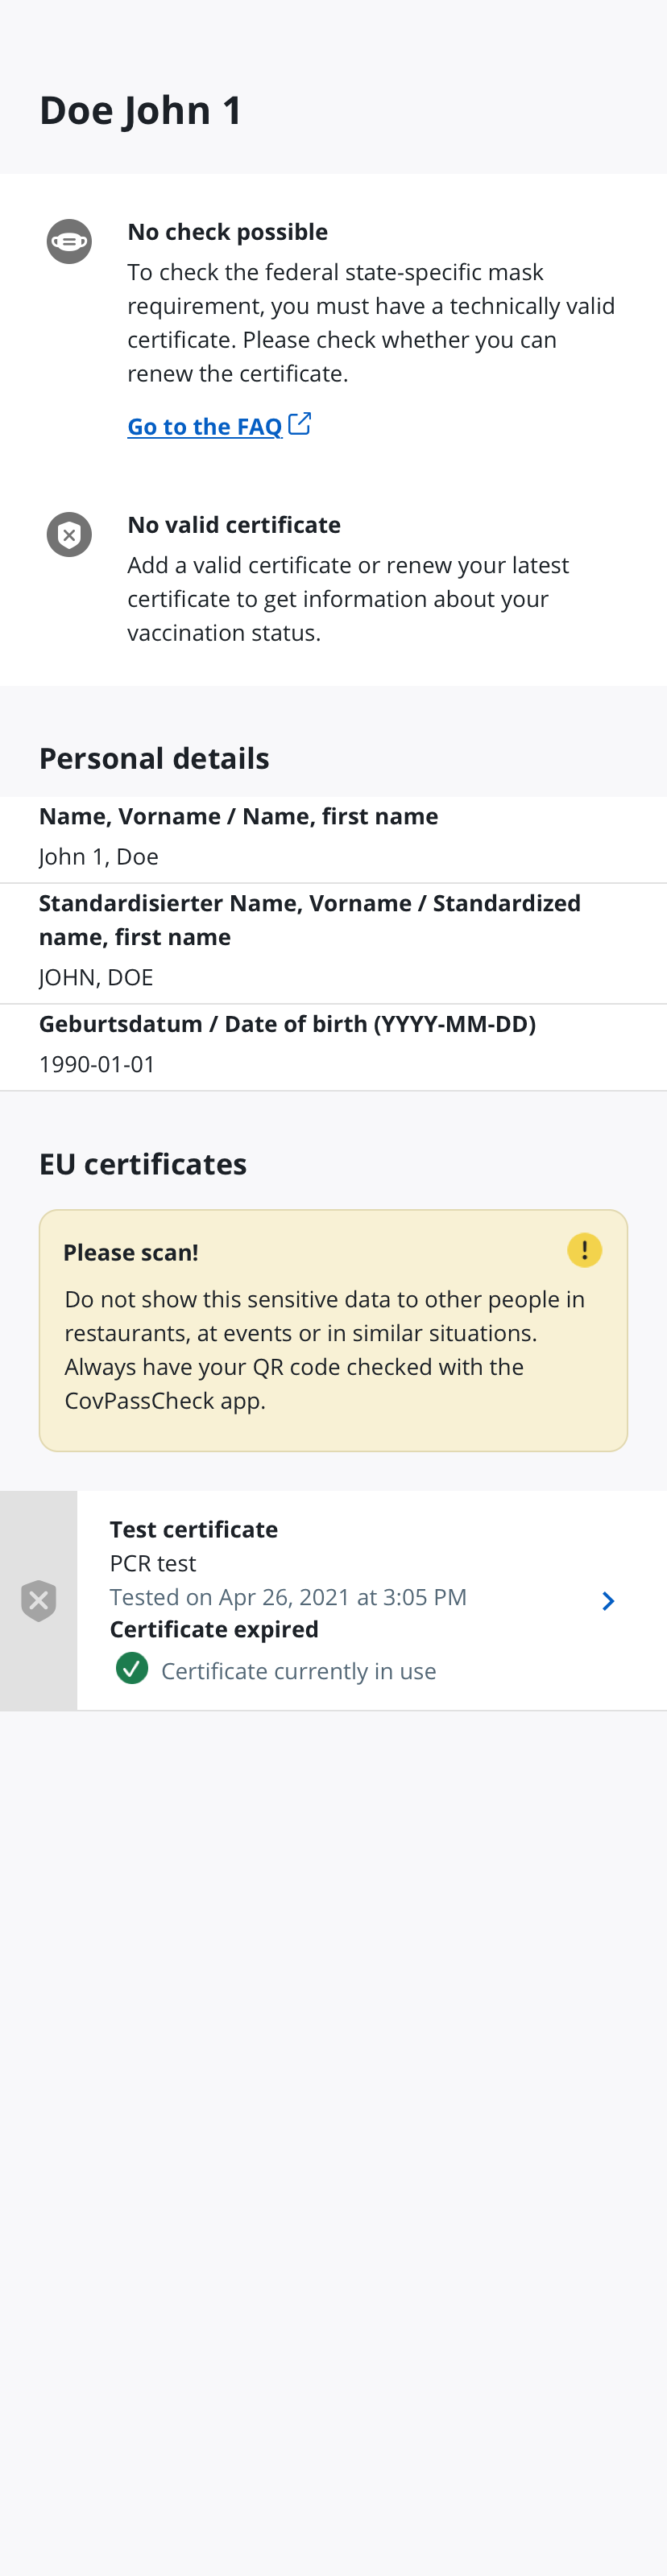 Doe John 1
No check possible
To check the federal state-specific mask
requirement, you must have a technically valid
certificate. Please check whether you can
renew the certificate.
Go to the FAQ
No valid certificate
Add a valid certificate or renew your latest
certificate to get information about your
vaccination status.
Personal details
Name, Vorname / Name, first name
John 1, Doe
Standardisierter Name, Vorname / Standardized
name, first name
JOHN, DOE
Geburtsdatum / Date of birth (YYYY-MM-DD)
1990-01-01
EU certificates
Please scan!
Do not show this sensitive data to other people in
restaurants, at events or in similar situations.
Always have your QR code checked with the
CovPassCheck app.
Test certificate
PCR test
Tested on Apr 26, 2021 at 3:05 PM
Certificate expired
Certificate currently in use